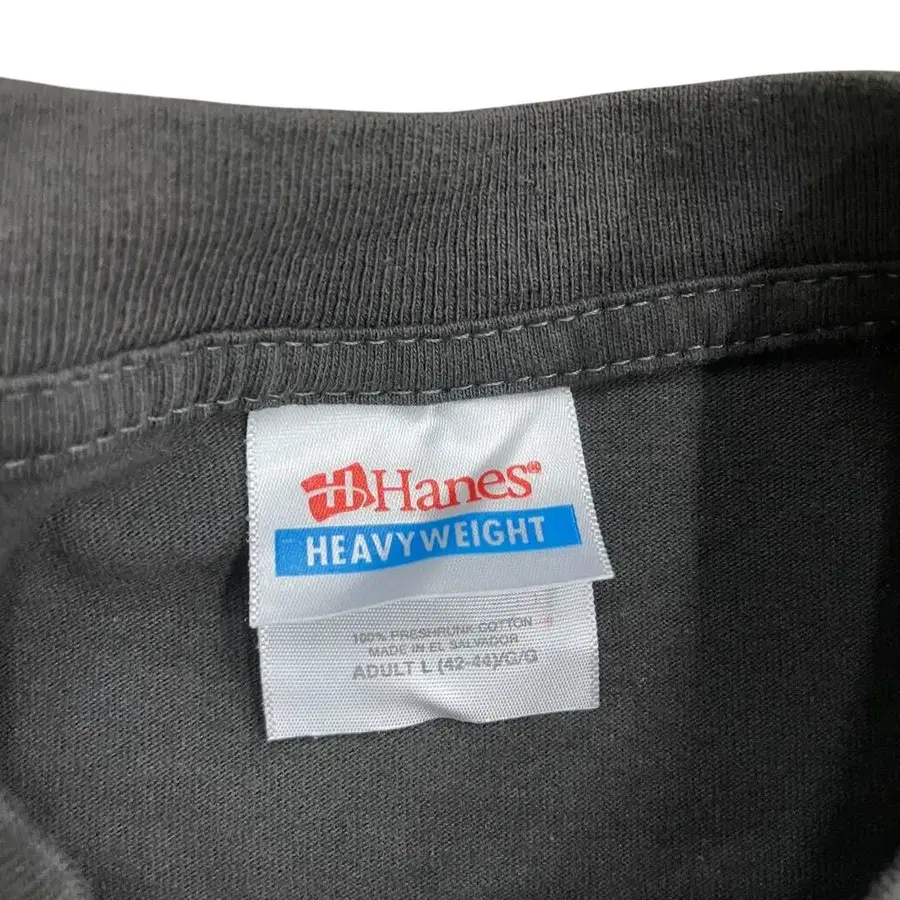 H Hanes®
HEAVYWEIGHT
100% PRESHRUNK COTTON
MADE IN EL SALVADOR
ADULT L (42-44)/G/G